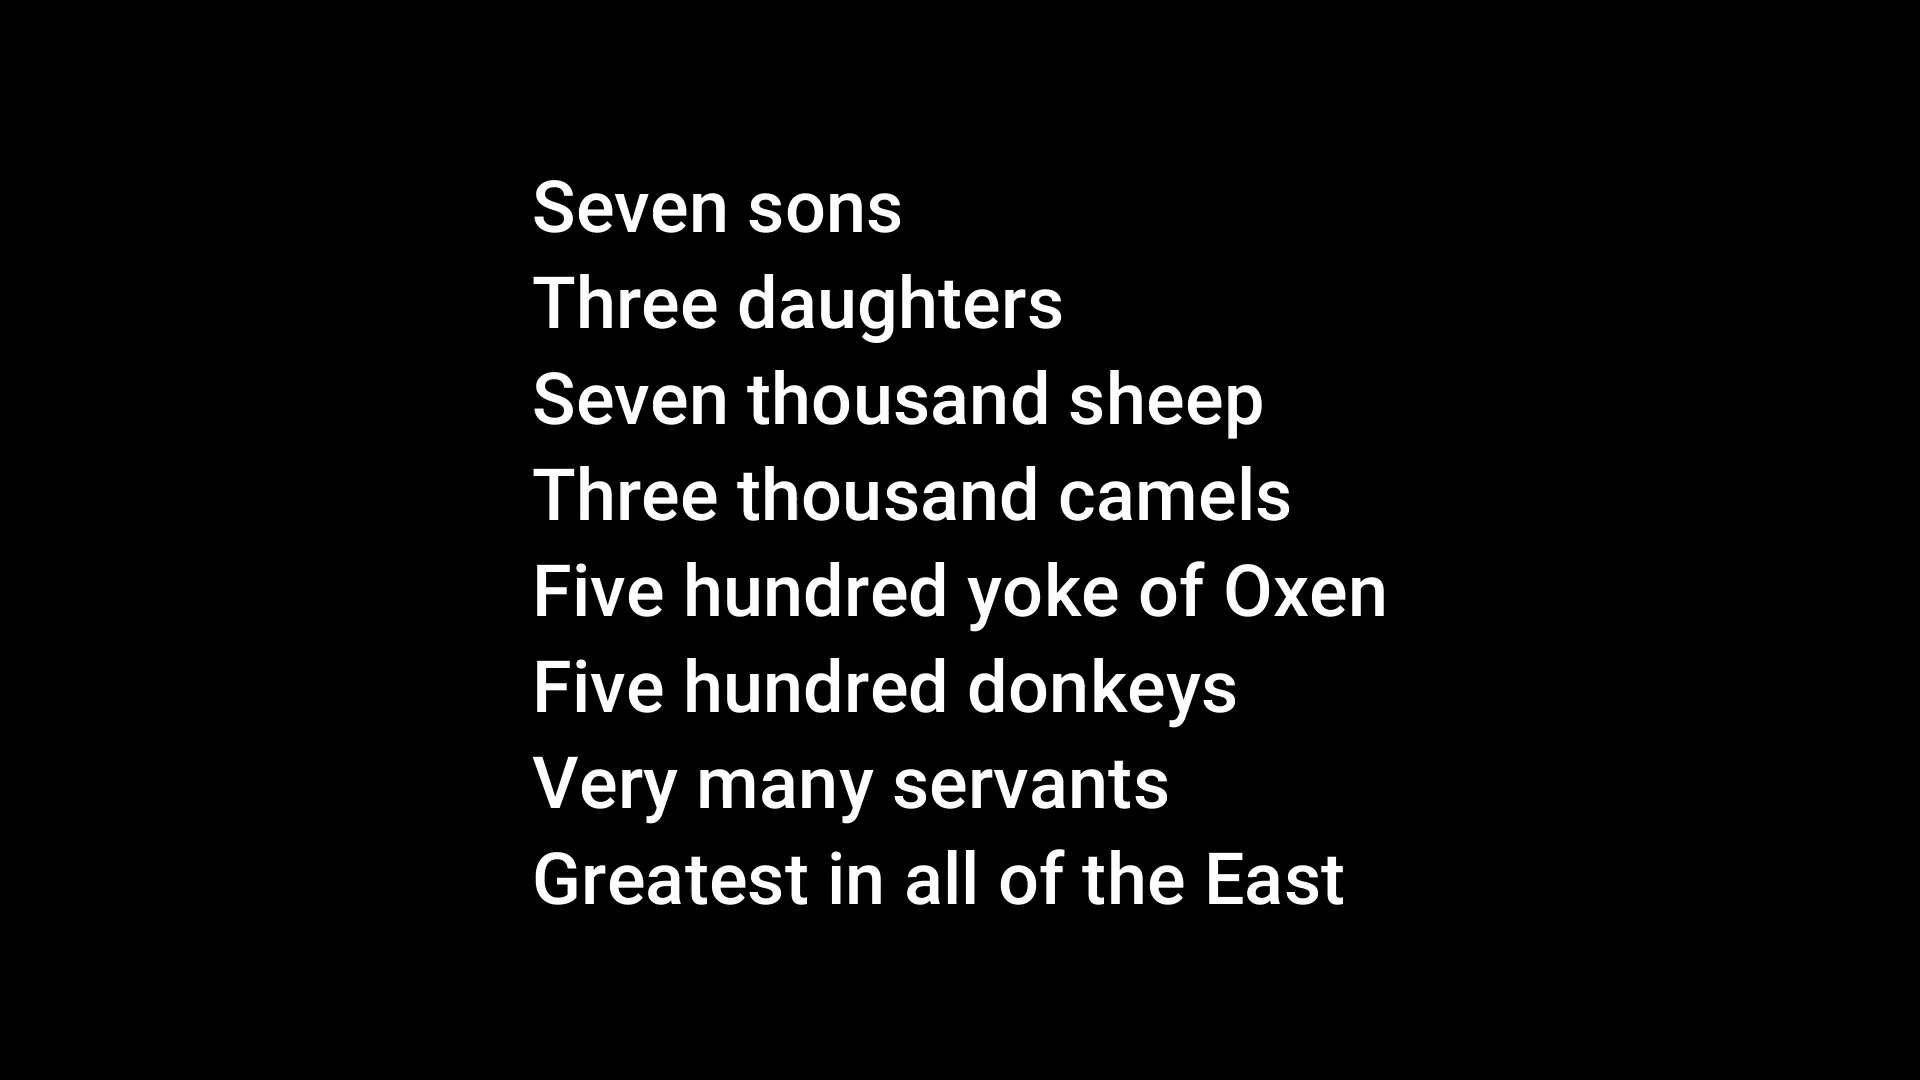 Seven sons
Three daughters
Seven thousand sheep
Three thousand camels
Five hundred yoke of Oxen
Five hundred donkeys
Very many servants
Greatest in all of the East